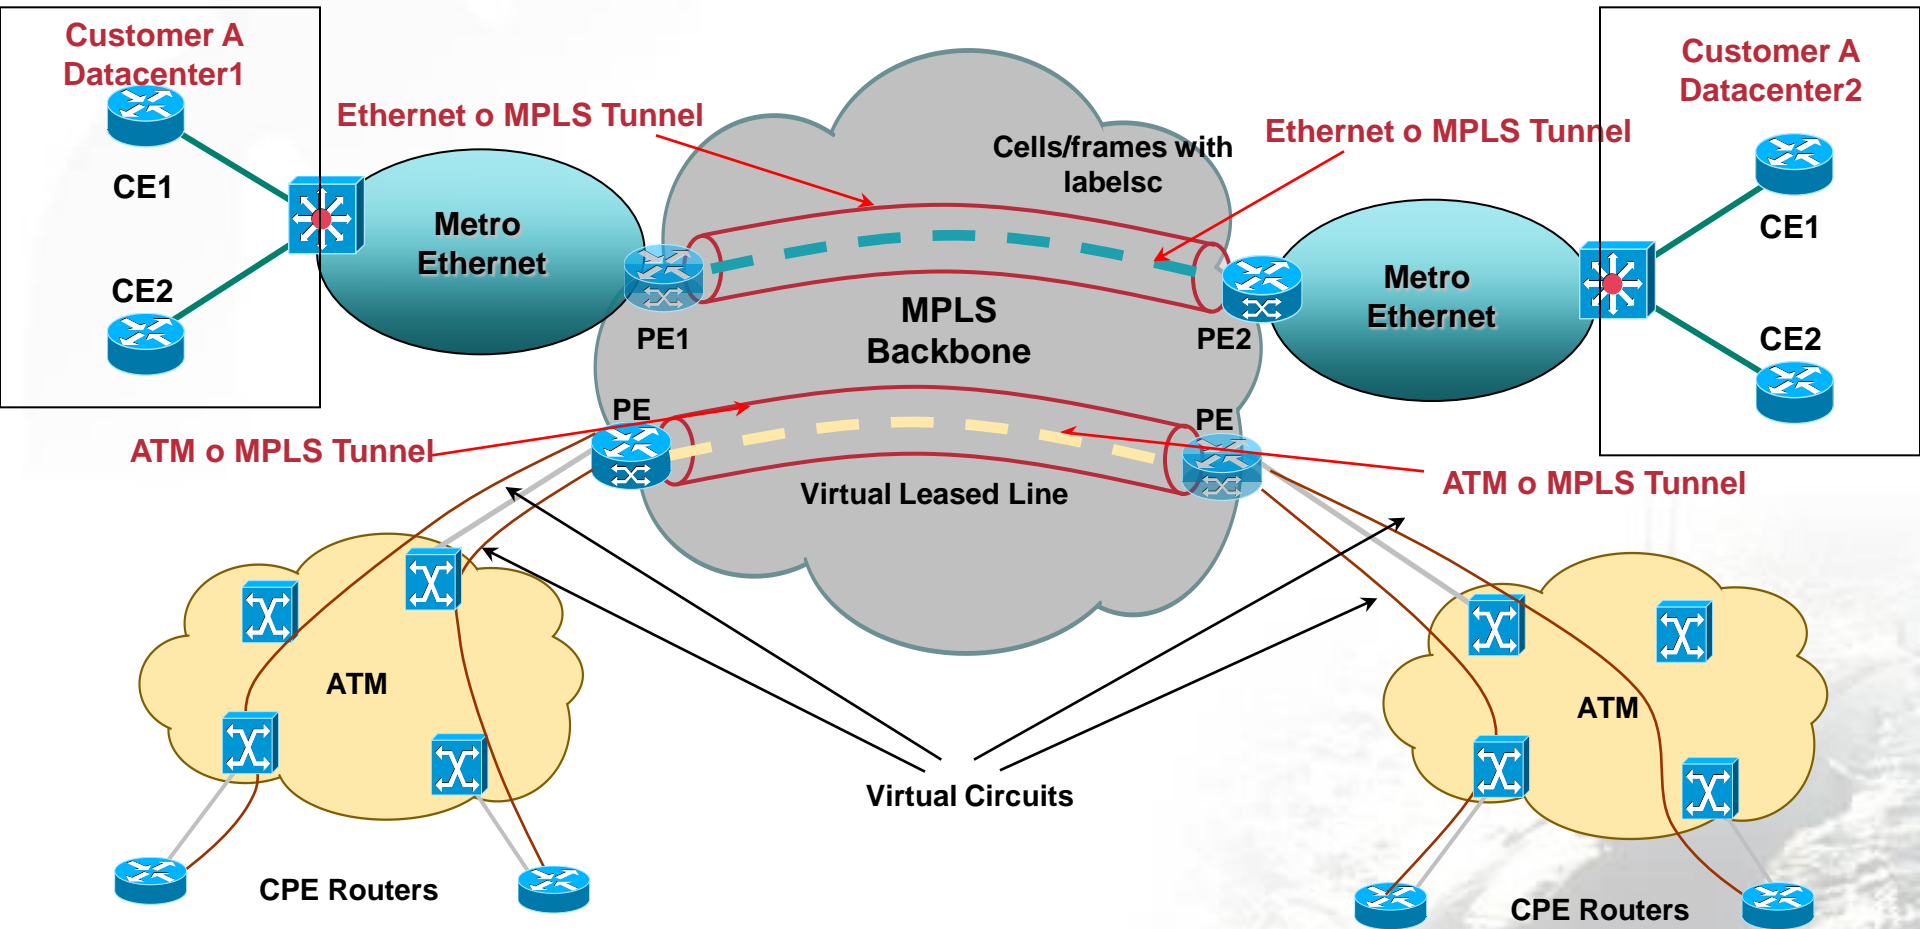 Customer A
Datacenter1
Customer A
Datacenter2
Ethernet o MPLS Tunnel
Ethernet o MPLS Tunnel
Cells/frames with
labelsc
CE1
CE1
Metro
Ethernet
Metro
Ethernet
CE2
CE2
PE1
MPLS
Backbone
PE2
PE
PE
ATM o MPLS Tunnel
Virtual Leased Line
ATM o MPLS Tunnel
ATM
ATM
Virtual Circuits
CPE Routers
CPE Routers